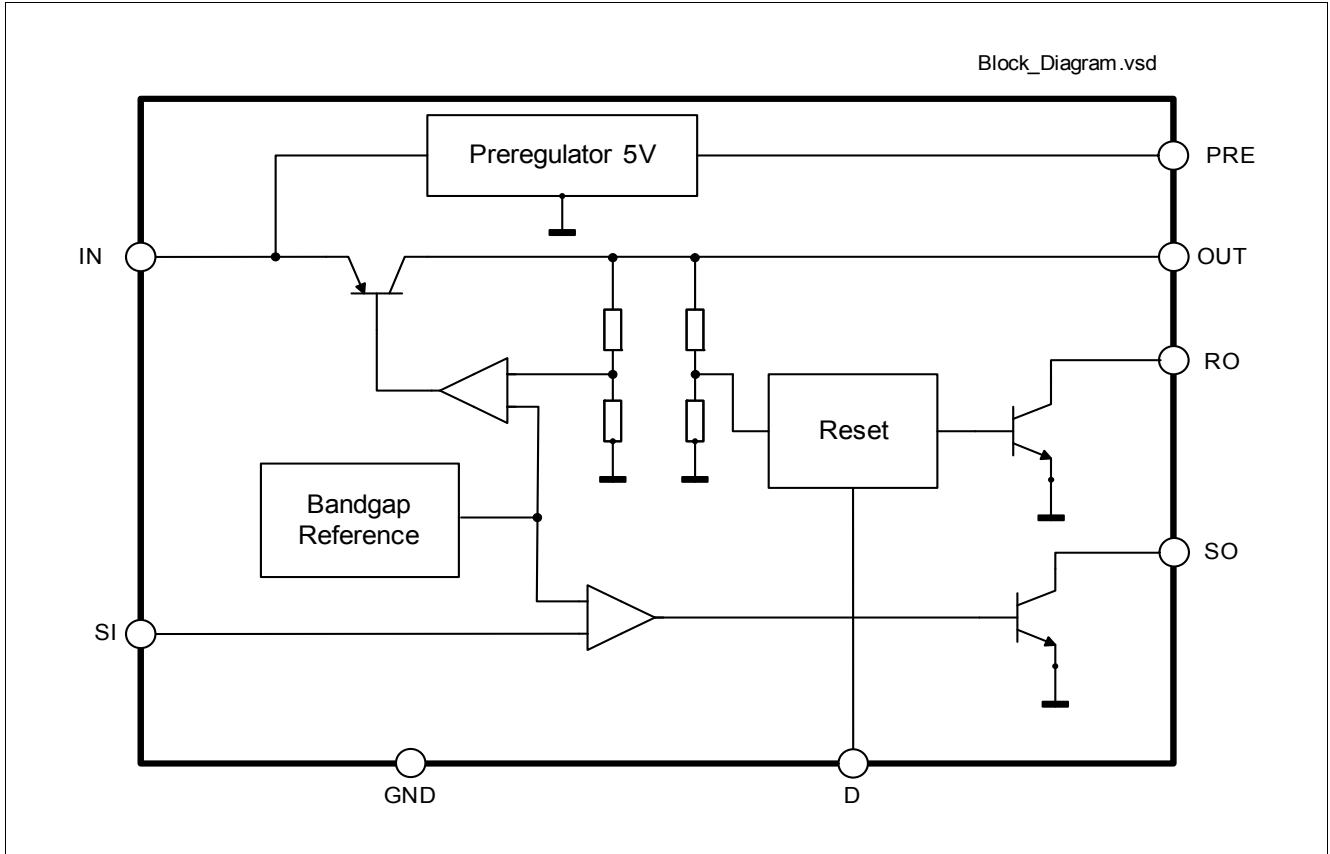 Block_Diagram.vsd
Preregulator 5V
PRE
IN
OUT
RO
Reset
Bandgap
Reference
SO
SI
GND
D